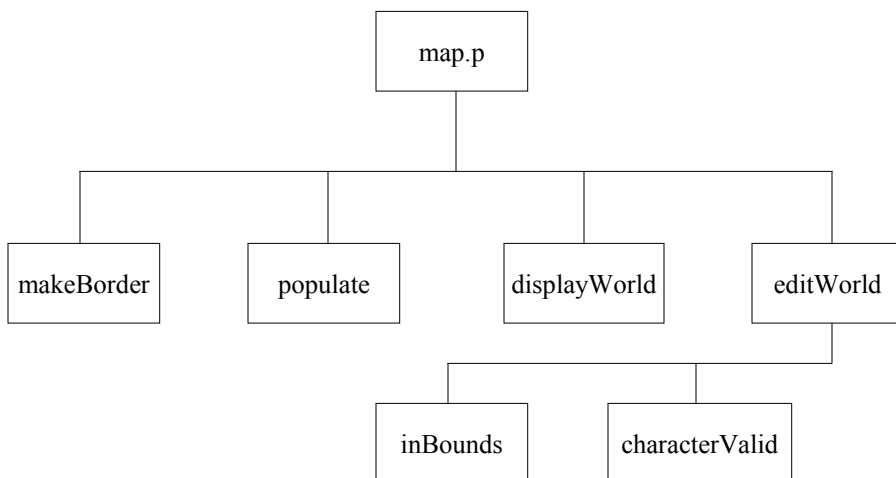 map.p
makeBorder
populate
displayWorld
editWorld
inBounds
characterValid